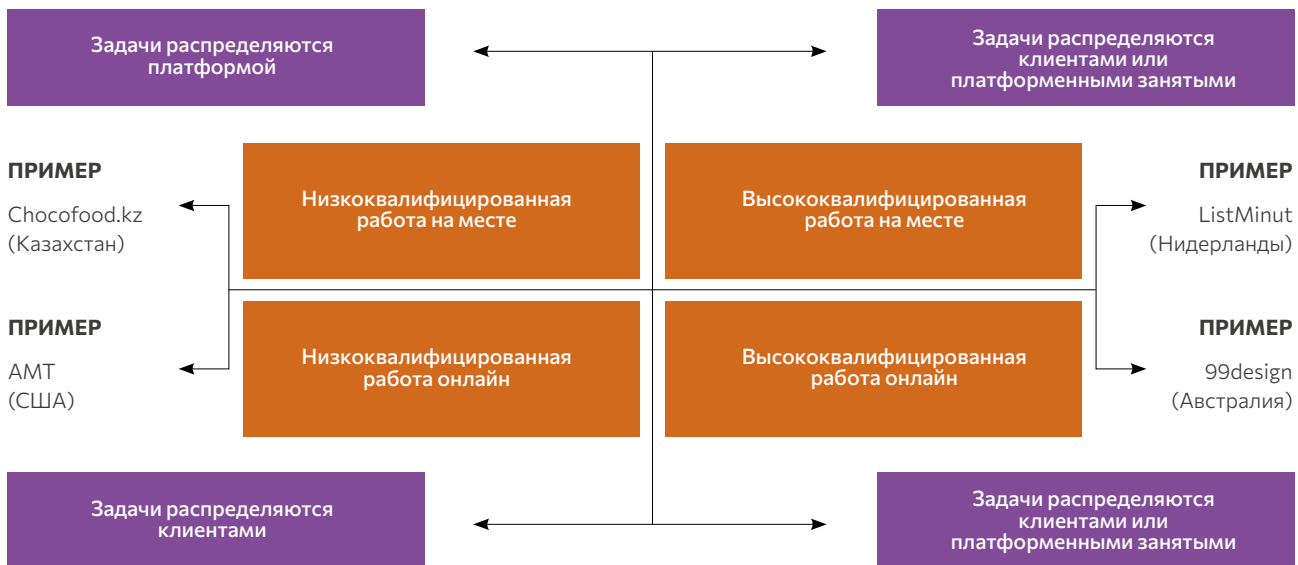 Задачи распределяются
платформой
Задачи распределяются
клиентами или
платформенными занятыми
ПРИМЕР
Chocofood.kz
(Казахстан)
Низкоквалифицированная
работа на месте
Высококвалифицированная
работа на месте
ПРИМЕР
ListMinut
(Нидерланды)
ПРИМЕР
АМТ
(США)
Низкоквалифицированная
работа онлайн
Высококвалифицированная
работа онлайн
ПРИМЕР
99design
(Австралия)
Задачи распределяются
клиентами
Задачи распределяются
клиентами или
платформенными занятыми